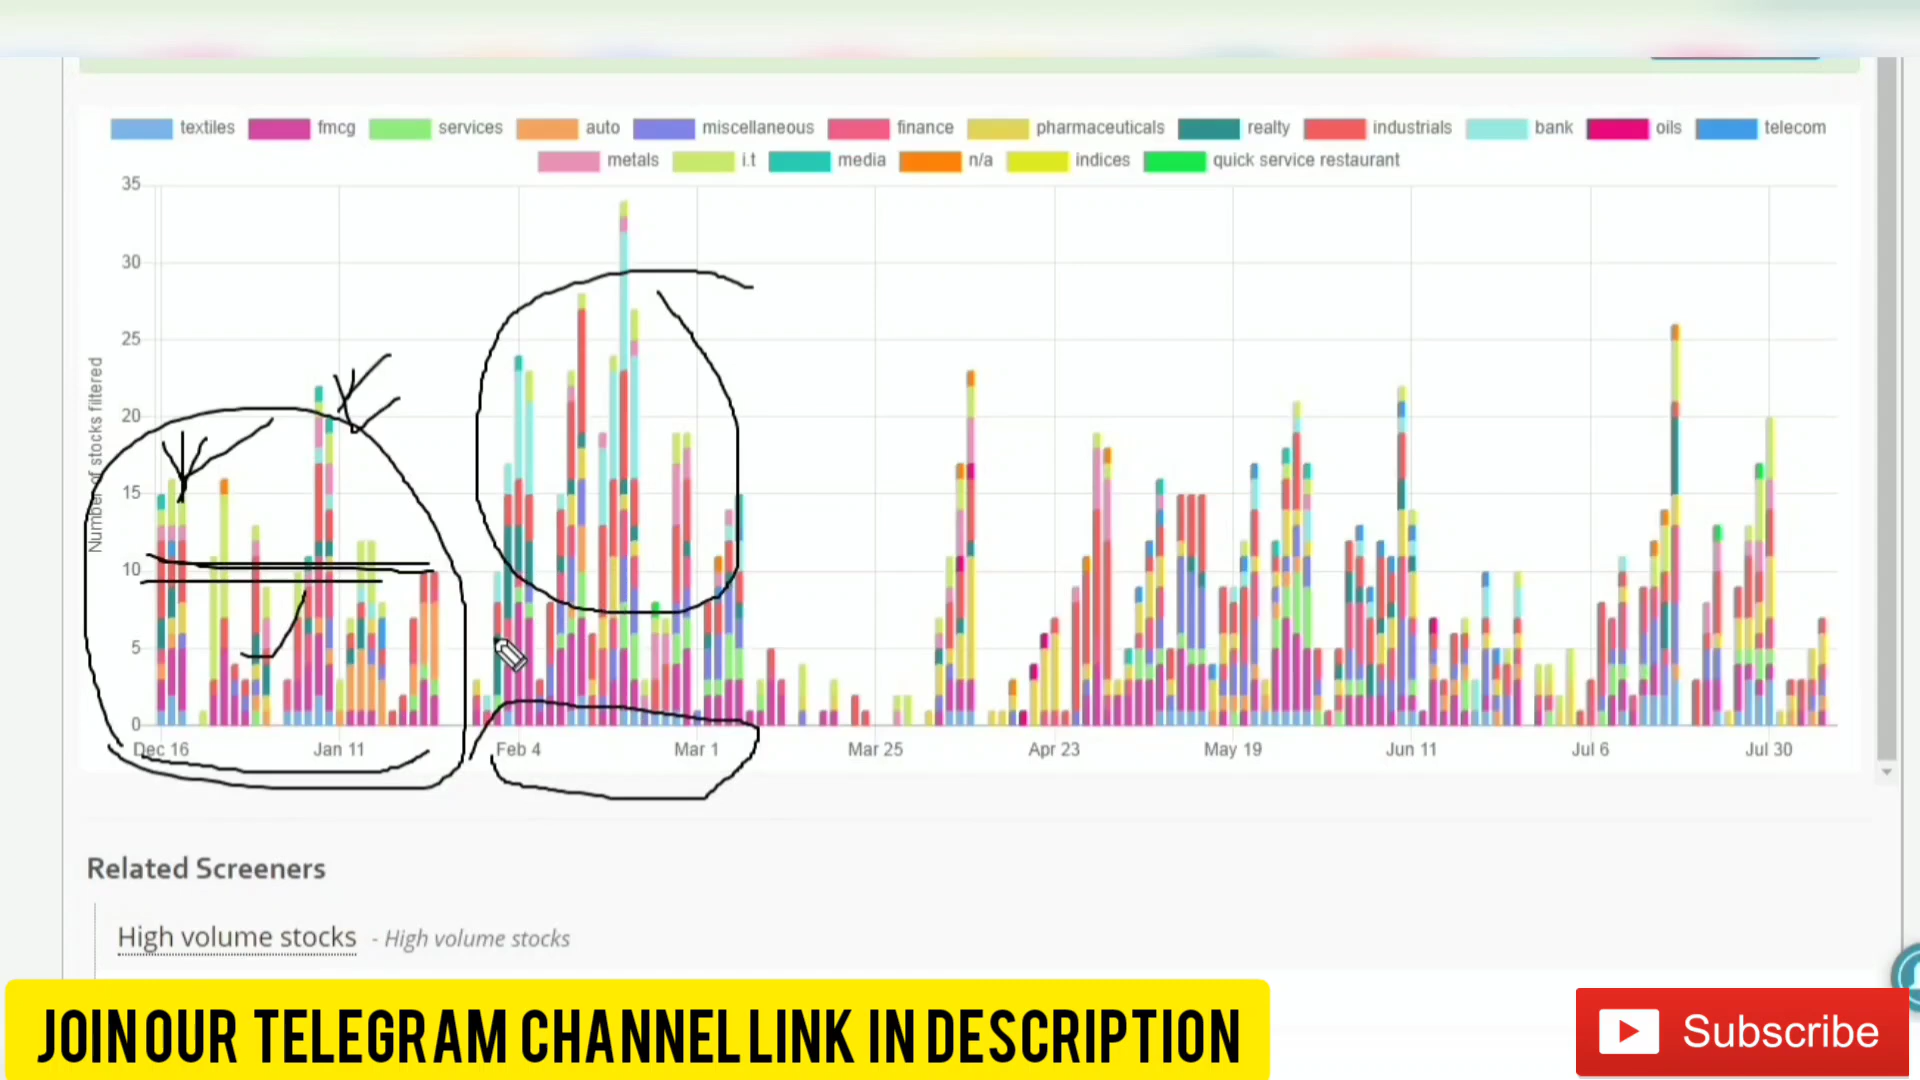 textiles fmcg services auto miscellaneous finance pharmaceuticals realty industrials bank oils telecom
metals i.t media n/a indices quick service restaurant
35
30
25
20
15
10
5
0
Number of stocks filtered
Dec 16 Jan 11 Feb 4 Mar 1 Mar 25 Apr 23 May 19 Jun 11 Jul 6 Jul 30
Related Screeners
High volume stocks - High volume stocks
JOIN OUR TELEGRAM CHANNEL LINK IN DESCRIPTION
Subscribe